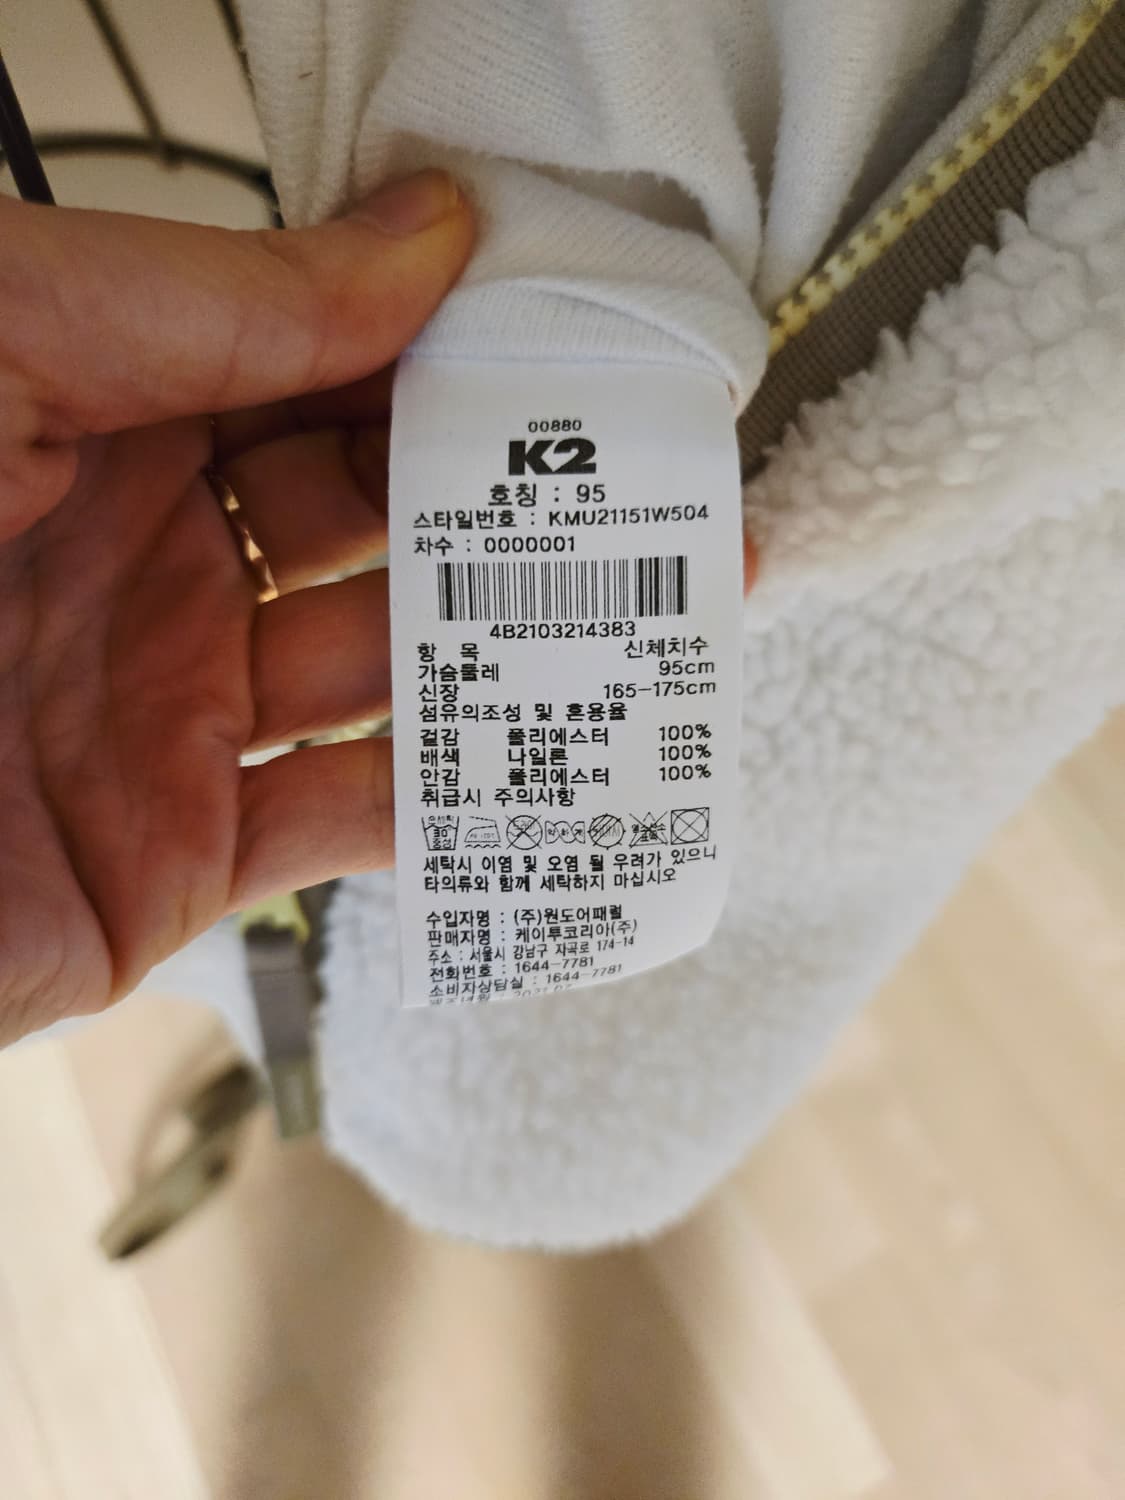 00880
K2
호칭 : 95
스타일번호 : KMU21151W504
차수 : 0000001
4B2103214383
항 목 신체치수
가슴둘레 95cm
신장 165-175cm
섬유의조성 및 혼용율
겉감 폴리에스터 100%
배색 나일론 100%
안감 폴리에스터 100%
취급시 주의사항
30 중성 약하게
세탁시 이염 및 오염 될 우려가 있으니
타의류와 함께 세탁하지 마십시오
수입자명 : (주)원도어패럴
판매자명 : 케이투코리아(주)
주소 : 서울시 강남구 자곡로 174-14
전화번호 : 1644-7781
소비자상담실 : 1644-7781